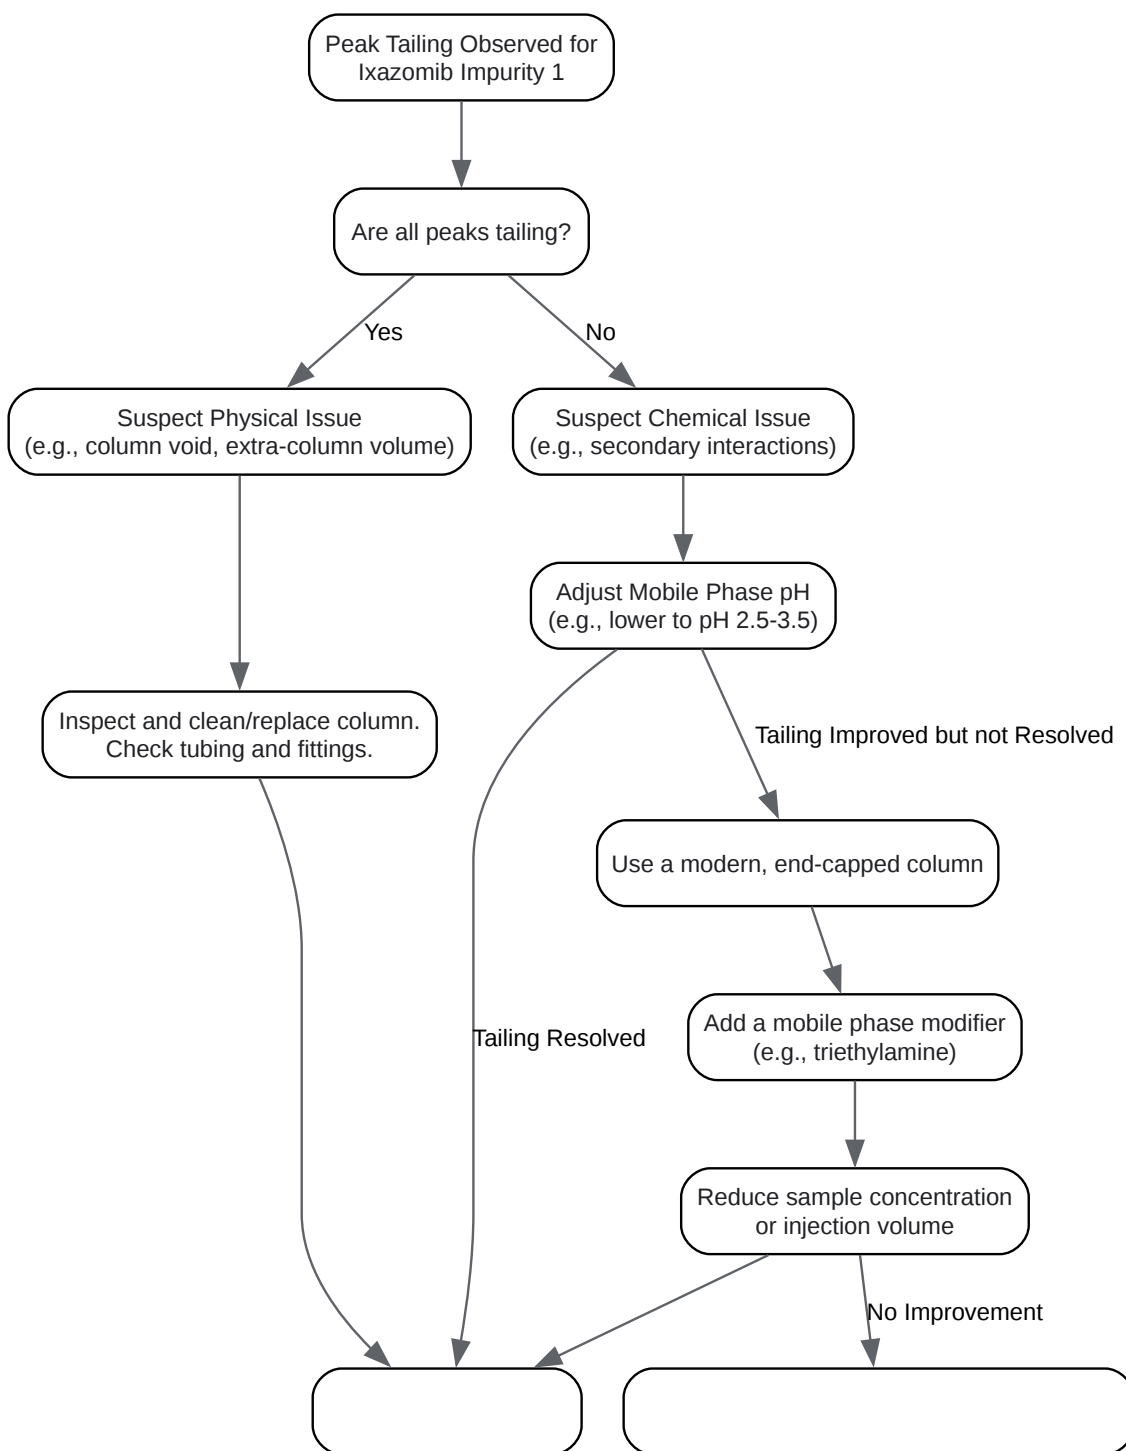 Peak Tailing Observed for
Ixazomib Impurity 1
Are all peaks tailing?
Yes
No
Suspect Physical Issue
(e.g., column void, extra-column volume)
Suspect Chemical Issue
(e.g., secondary interactions)
Adjust Mobile Phase pH
(e.g., lower to pH 2.5-3.5)
Inspect and clean/replace column.
Check tubing and fittings.
Tailing Improved but not Resolved
Use a modern, end-capped column
Tailing Resolved
Add a mobile phase modifier
(e.g., triethylamine)
Reduce sample concentration
or injection volume
No Improvement